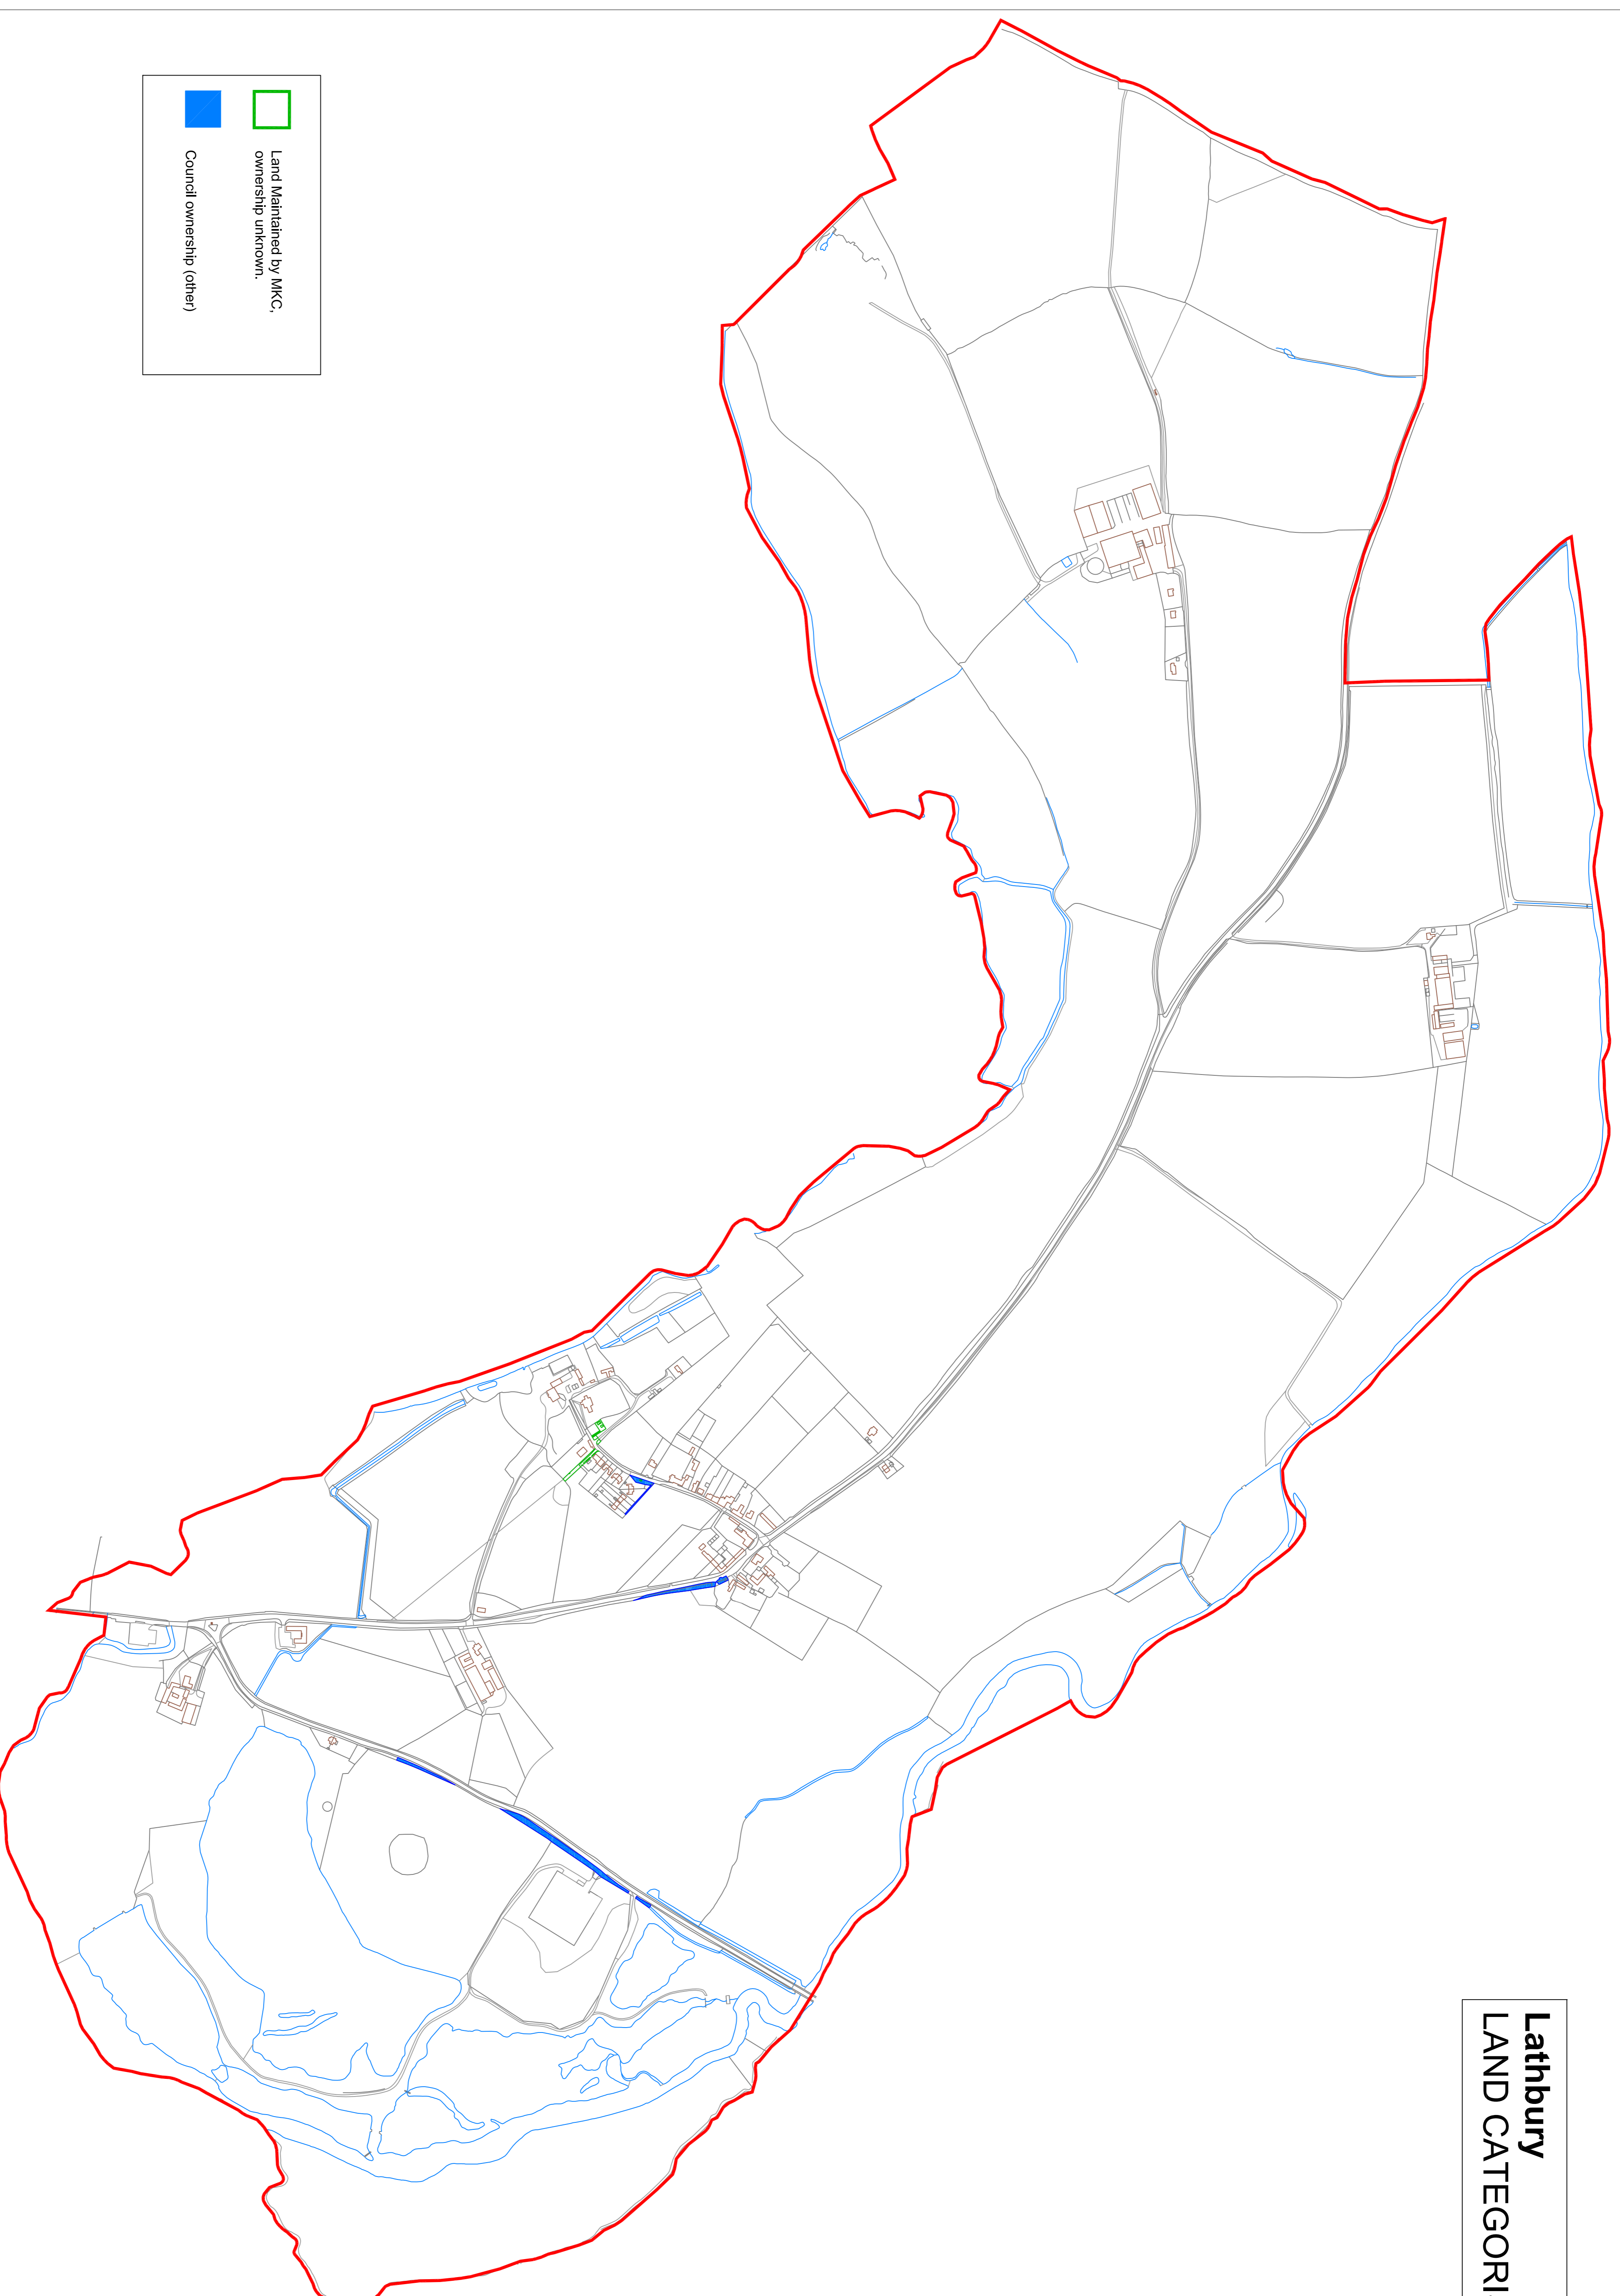 Lathbury
LAND CATEGORI
Land Maintained by MKC,
ownership unknown.
Council ownership (other)